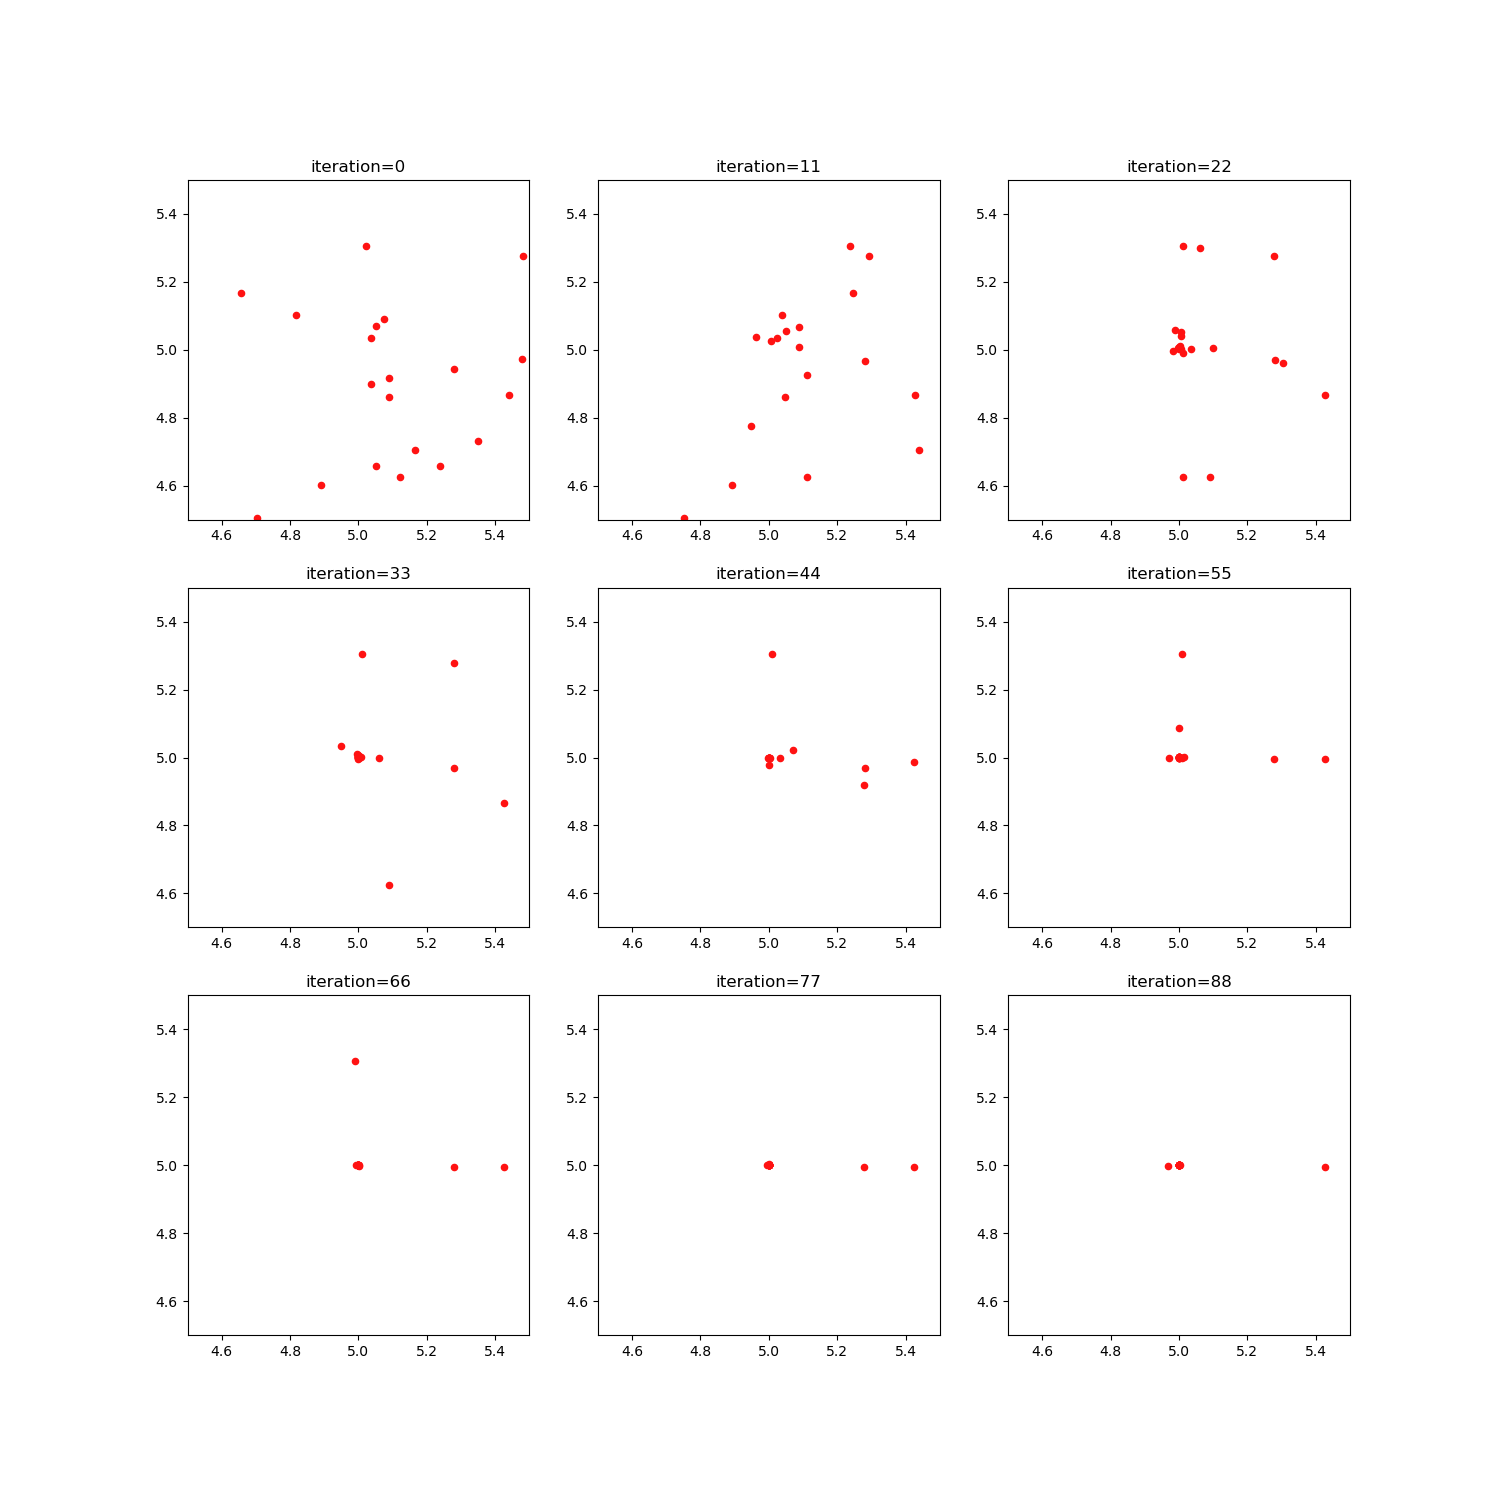 iteration=0 iteration=11 iteration=22
5.4 5.4 5.4
5.2 5.2 5.2
5.0 5.0 5.0
4.8 4.8 4.8
4.6 4.6 4.6
4.6 4.8 5.0 5.2 5.4 4.6 4.8 5.0 5.2 5.4 4.6 4.8 5.0 5.2 5.4
iteration=33 iteration=44 iteration=55
5.4 5.4 5.4
5.2 5.2 5.2
5.0 5.0 5.0
4.8 4.8 4.8
4.6 4.6 4.6
4.6 4.8 5.0 5.2 5.4 4.6 4.8 5.0 5.2 5.4 4.6 4.8 5.0 5.2 5.4
iteration=66 iteration=77 iteration=88
5.4 5.4 5.4
5.2 5.2 5.2
5.0 5.0 5.0
4.8 4.8 4.8
4.6 4.6 4.6
4.6 4.8 5.0 5.2 5.4 4.6 4.8 5.0 5.2 5.4 4.6 4.8 5.0 5.2 5.4